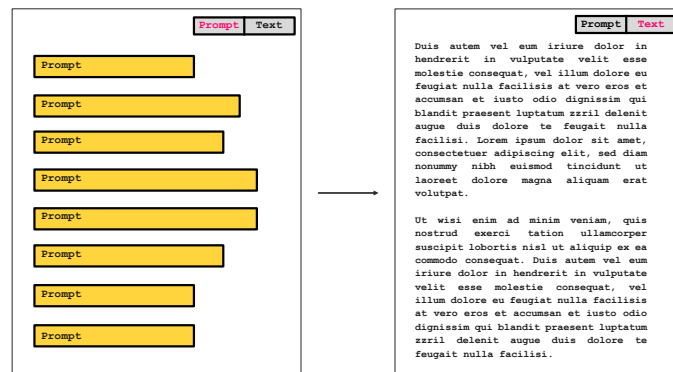 Prompt Text
Prompt
Prompt
Prompt
Prompt
Prompt
Prompt
Prompt
Prompt
Prompt Text
Duis autem vel eum iriure dolor in
hendrerit in vulputate velit esse
molestie consequat, vel illum dolore eu
feugiat nulla facilisis at vero eros et
accumsan et iusto odio dignissim qui
blandit praesent luptatum zzril delenit
augue duis dolore te feugait nulla
facilisi. Lorem ipsum dolor sit amet,
consectetuer adipiscing elit, sed diam
nonummy nibh euismod tincidunt ut
laoreet dolore magna aliquam erat
volutpat.
Ut wisi enim ad minim veniam, quis
nostrud exerci tation ullamcorper
suscipit lobortis nisl ut aliquip ex ea
commodo consequat. Duis autem vel eum
iriure dolor in hendrerit in vulputate
velit esse molestie consequat, vel
illum dolore eu feugiat nulla facilisis
at vero eros et accumsan et iusto odio
dignissim qui blandit praesent luptatum
zzril delenit augue duis dolore te
feugait nulla facilisi.